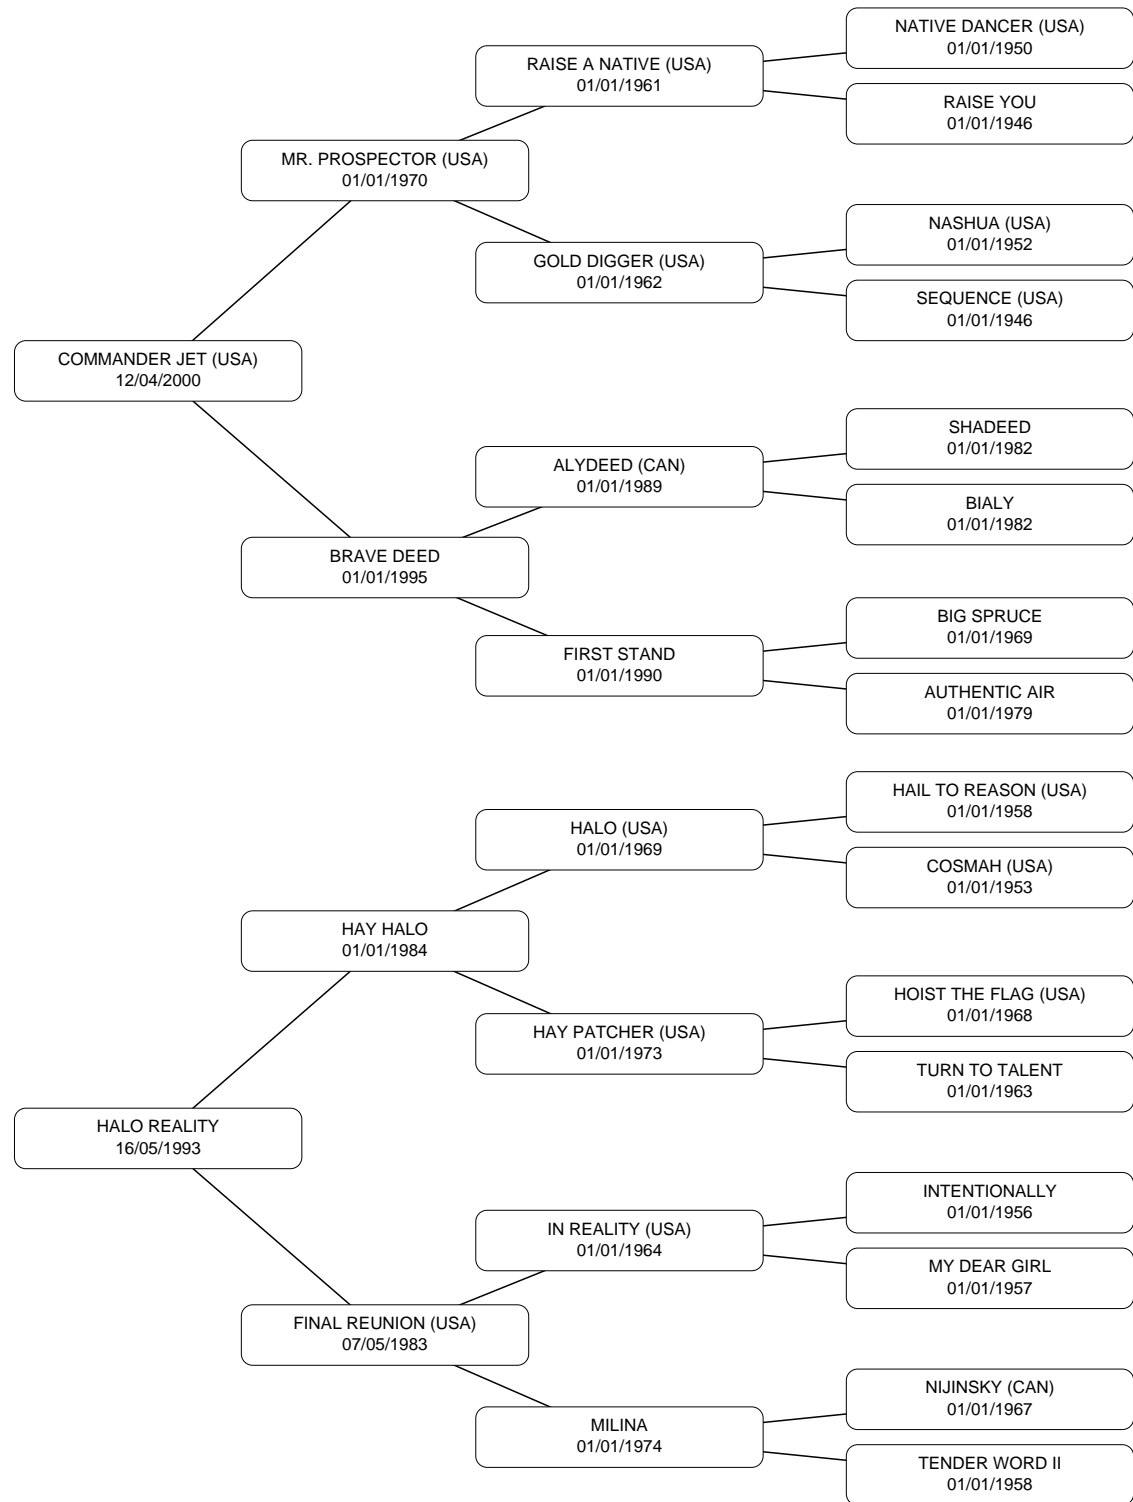 NATIVE DANCER (USA)
01/01/1950
RAISE A NATIVE (USA)
01/01/1961
RAISE YOU
01/01/1946
MR. PROSPECTOR (USA)
01/01/1970
NASHUA (USA)
01/01/1952
GOLD DIGGER (USA)
01/01/1962
SEQUENCE (USA)
01/01/1946
COMMANDER JET (USA)
12/04/2000
SHADEED
01/01/1982
ALYDEED (CAN)
01/01/1989
BIALY
01/01/1982
BRAVE DEED
01/01/1995
BIG SPRUCE
01/01/1969
FIRST STAND
01/01/1990
AUTHENTIC AIR
01/01/1979
HAIL TO REASON (USA)
01/01/1958
HALO (USA)
01/01/1969
COSMAH (USA)
01/01/1953
HAY HALO
01/01/1984
HOIST THE FLAG (USA)
01/01/1968
HAY PATCHER (USA)
01/01/1973
TURN TO TALENT
01/01/1963
HALO REALITY
16/05/1993
INTENTIONALLY
01/01/1956
IN REALITY (USA)
01/01/1964
MY DEAR GIRL
01/01/1957
FINAL REUNION (USA)
07/05/1983
NIJINSKY (CAN)
01/01/1967
MILINA
01/01/1974
TENDER WORD II
01/01/1958